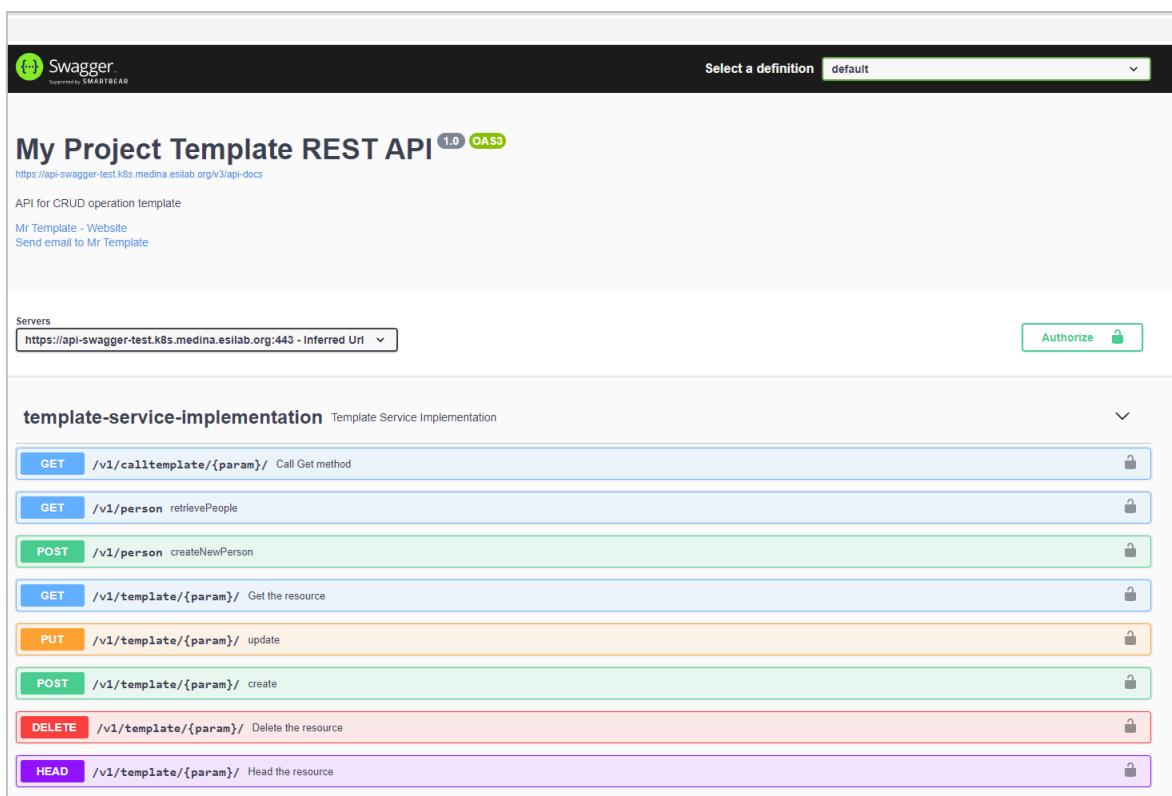 Swagger.
Supported by SMARTBEAR
Select a definition default
My Project Template REST API 1.0 OAS3
https://api-swagger-test.k8s.medina.esilab.org/v3/api-docs
API for CRUD operation template
Mr Template - Website
Send email to Mr Template
Servers
https://api-swagger-test.k8s.medina.esilab.org:443 - Inferred Url
Authorize
template-service-implementation Template Service Implementation
GET /v1/calltemplate/{param}/ Call Get method
GET /v1/person retrievePeople
POST /v1/person createNewPerson
GET /v1/template/{param}/ Get the resource
PUT /v1/template/{param}/ update
POST /v1/template/{param}/ create
DELETE /v1/template/{param}/ Delete the resource
HEAD /v1/template/{param}/ Head the resource